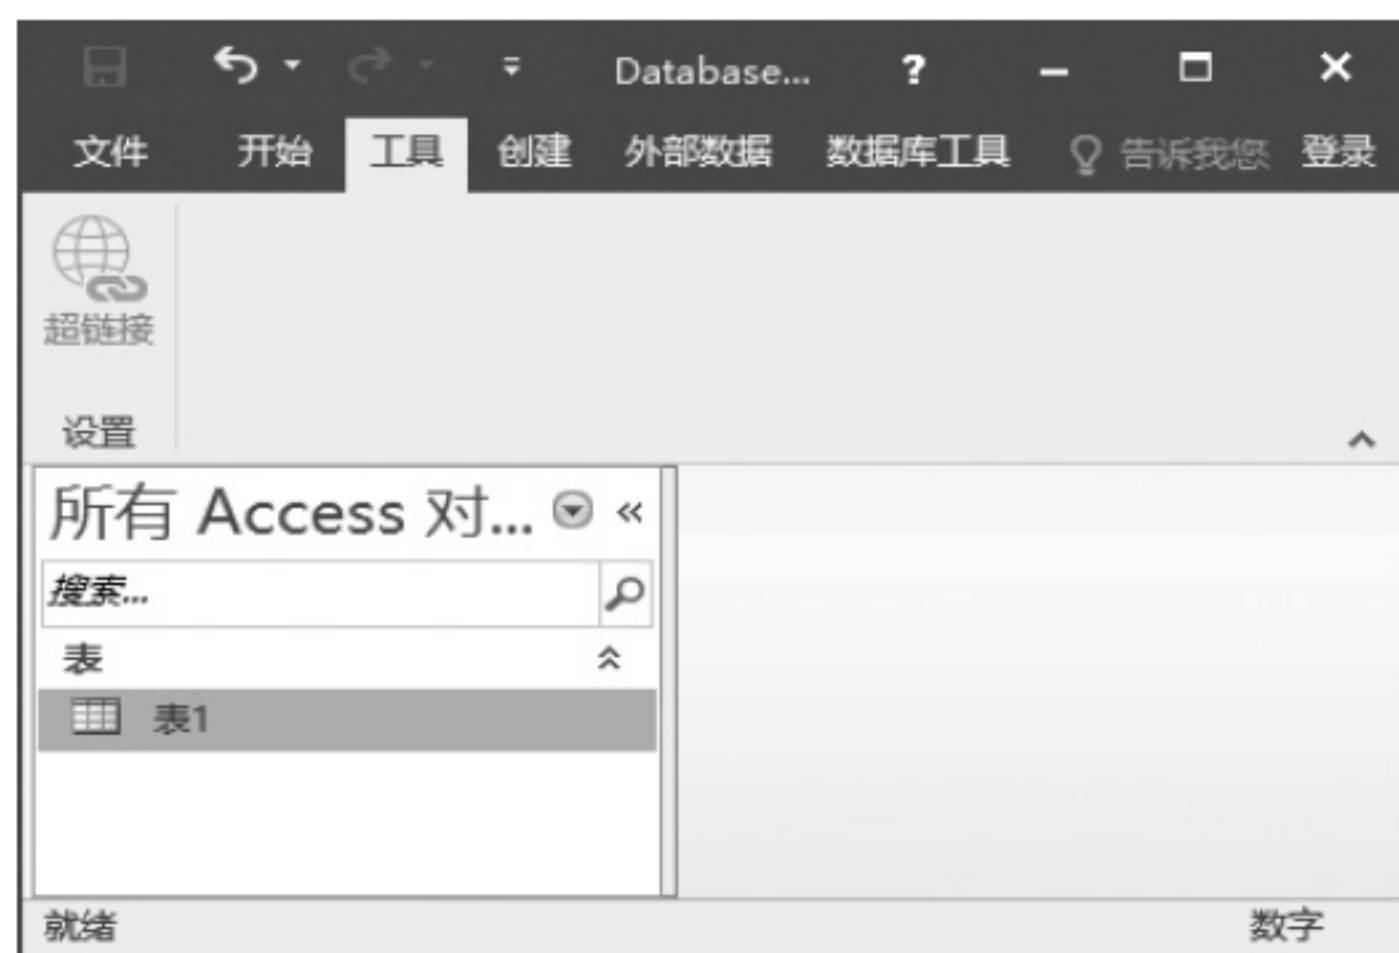 Database... ?
文件 开始 工具 创建 外部数据 数据库工具 告诉我您 登录
超链接
设置
所有 Access 对... «
搜索...
表
表1
就绪 数字